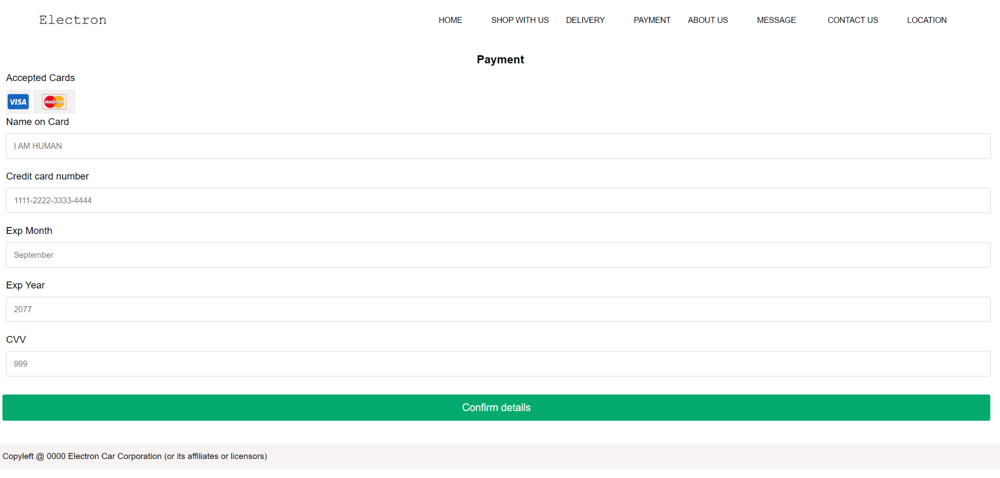 Electron HOME SHOP WITH US DELIVERY PAYMENT ABOUT US MESSAGE CONTACT US LOCATION
Payment
Accepted Cards
VISA MasterCard
Name on Card
I AM HUMAN
Credit card number
1111-2222-3333-4444
Exp Month
September
Exp Year
2077
CVV
999
Confirm details
Copyleft @ 0000 Electron Car Corporation (or its affiliates or licensors)